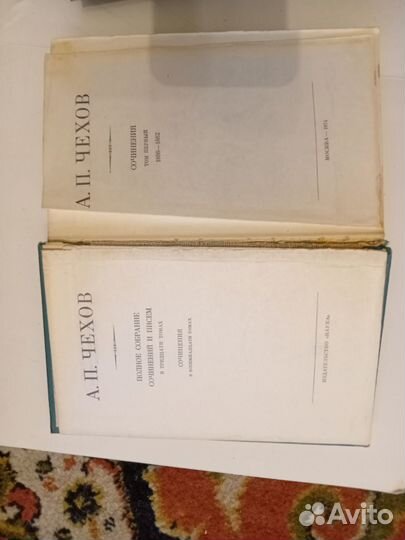 А. П. ЧЕХОВ
ПОЛНОЕ СОБРАНИЕ
СОЧИНЕНИЙ И ПИСЕМ
В ТРИДЦАТИ ТОМАХ
СОЧИНЕНИЯ
В ВОСЕМНАДЦАТИ ТОМАХ
ИЗДАТЕЛЬСТВО «НАУКА»
А. П. ЧЕХОВ
СОЧИНЕНИЯ
ТОМ ПЕРВЫЙ
1880—1882
МОСКВА — 1974
Avito